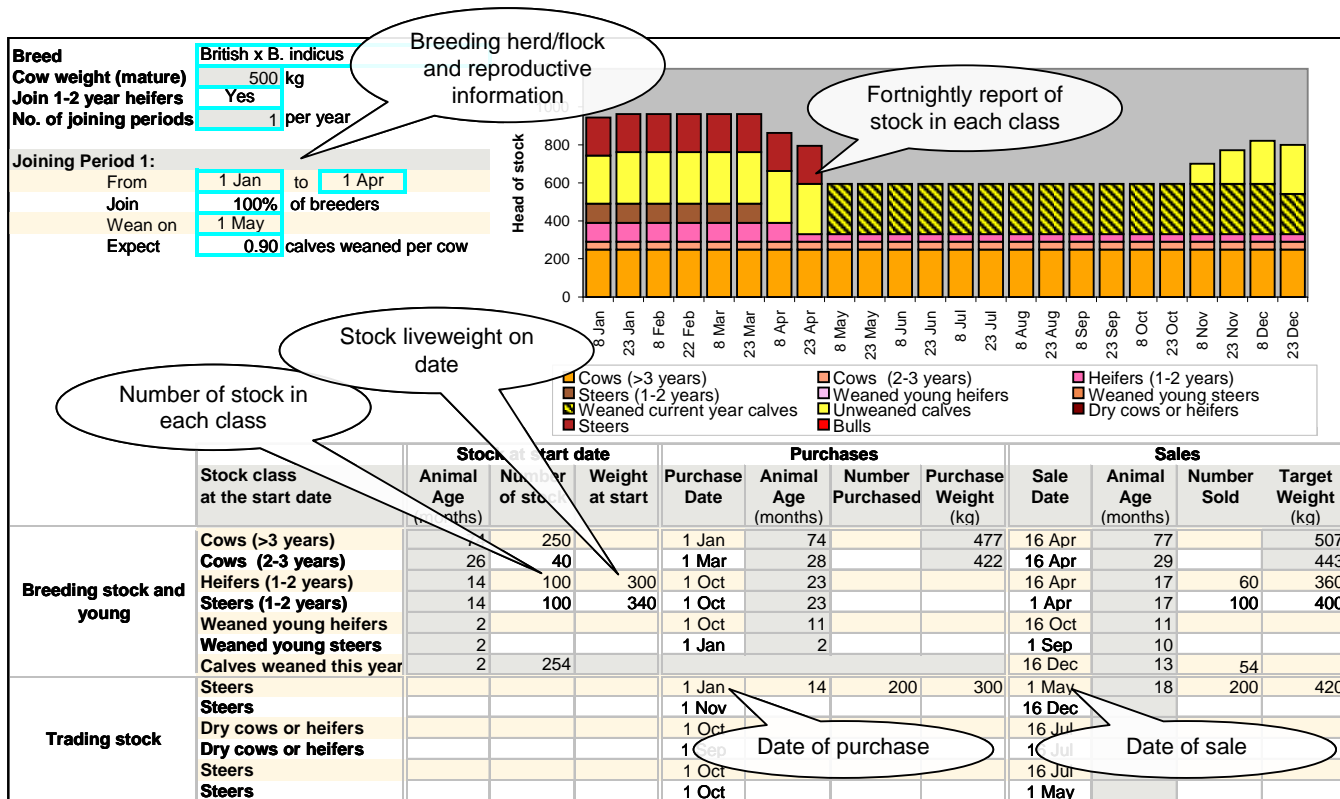 Breeding herd/flock
and reproductive
information
Breed British x B. indicus
Cow weight (mature) 500 kg
Join 1-2 year heifers Yes
No. of joining periods 1 per year
Joining Period 1:
From 1 Jan to 1 Apr
Join 100% of breeders
Wean on 1 May
Expect 0.90 calves weaned per cow
Fortnightly report of
stock in each class
Head of stock
800
600
400
200
0
8 Jan 23 Jan 8 Feb 22 Feb 8 Mar 23 Mar 8 Apr 23 Apr 8 May 23 May 8 Jun 23 Jun 8 Jul 23 Jul 8 Aug 23 Aug 8 Sep 23 Sep 8 Oct 23 Oct 8 Nov 23 Nov 8 Dec 23 Dec
Cows (>3 years) Cows (2-3 years) Heifers (1-2 years)
Steers (1-2 years) Weaned young heifers Weaned young steers
Weaned current year calves Unweaned calves Dry cows or heifers
Steers Bulls
Stock liveweight on
date
Number of stock in
each class
Stock at start date Purchases Sales
Stock class Animal Number Weight Purchase Animal Number Purchase Sale Animal Number Target
at the start date Age of stock at start Date Age Purchased Weight Date Age Sold Weight
(months) (months) (kg) (months) (kg)
Breeding stock and
young
Cows (>3 years) 250 1 Jan 74 477 16 Apr 77 507
Cows (2-3 years) 26 40 1 Mar 28 422 16 Apr 29 443
Heifers (1-2 years) 14 100 300 1 Oct 23 16 Apr 17 60 360
Steers (1-2 years) 14 100 340 1 Oct 23 1 Apr 17 100 400
Weaned young heifers 2 1 Oct 11 16 Oct 11
Weaned young steers 2 1 Jan 2 1 Sep 10
Calves weaned this year 2 254 16 Dec 13 54
Trading stock
Steers 1 Jan 14 200 300 1 May 18 200 420
Steers 1 Nov 16 Dec
Dry cows or heifers 1 Oct 16 Jul
Dry cows or heifers 1 Sep Jul
Steers 1 Oct 16 Jul
Steers 1 Oct 1 May
Date of purchase
Date of sale